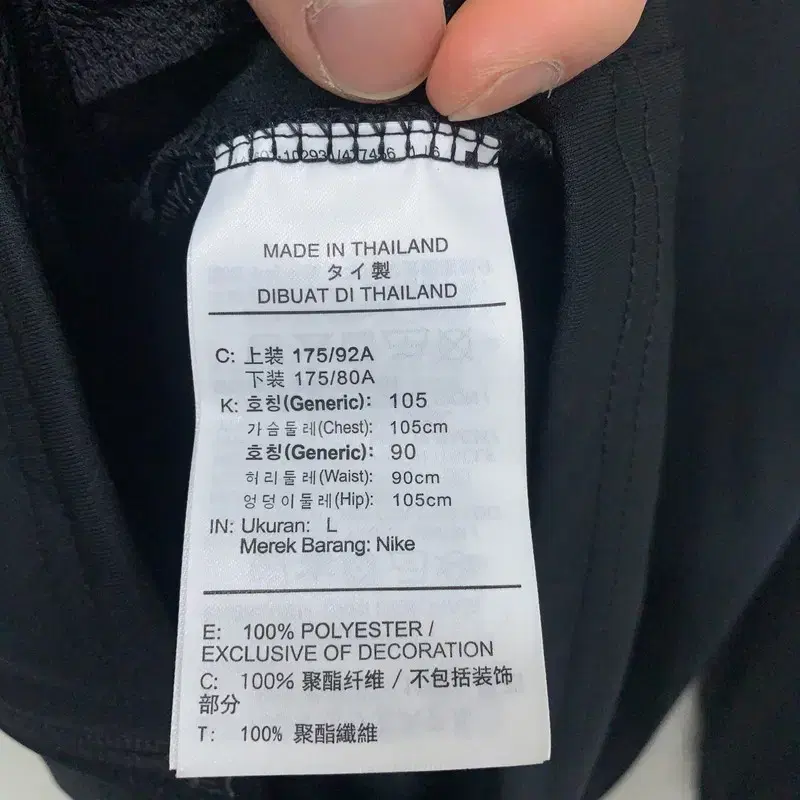 MADE IN THAILAND
タイ製
DIBUAT DI THAILAND
C: 上装 175/92A
下装 175/80A
K: 호칭(Generic): 105
가슴둘레(Chest): 105cm
호칭(Generic): 90
허리둘레(Waist): 90cm
엉덩이둘레(Hip): 105cm
IN: Ukuran: L
Merek Barang: Nike
E: 100% POLYESTER /
EXCLUSIVE OF DECORATION
C: 100% 聚酯纤维 / 不包括装饰
部分
T: 100% 聚酯纖維